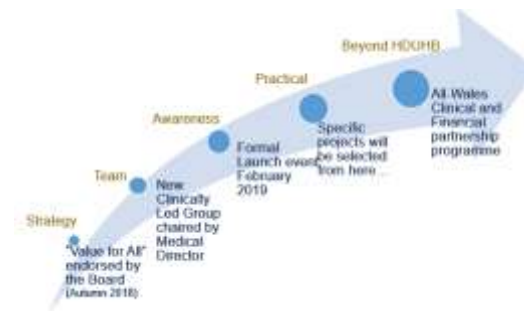 Strategy
"Value for All"
endorsed by
the Board
(Autumn 2018)
Team
New
Clinically
Led Group
chaired by
Medical
Director
Awareness
Formal
Launch event
February
2019
Practical
Specific
projects will
be selected
from here...
Beyond HDUHB
All-Wales
Clinical and
Financial
partnership
programme